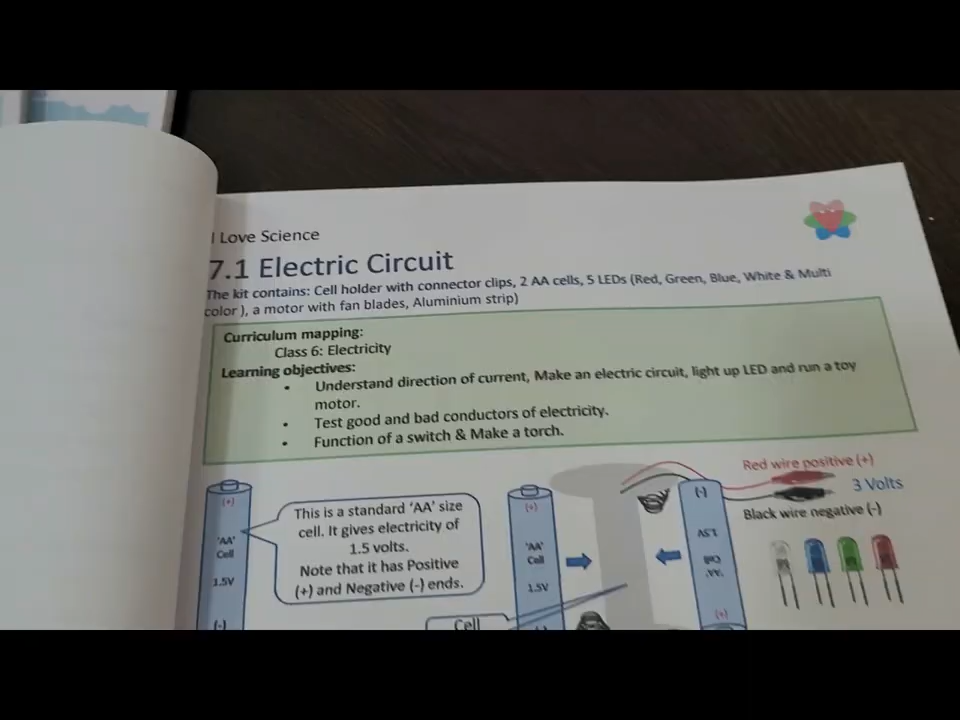 I Love Science
7.1 Electric Circuit
The kit contains: Cell holder with connector clips, 2 AA cells, 5 LEDs (Red, Green, Blue, White & Multi
color ), a motor with fan blades, Aluminium strip)
Curriculum mapping:
Class 6: Electricity
Learning objectives:
• Understand direction of current, Make an electric circuit, light up LED and run a toy
motor.
• Test good and bad conductors of electricity.
• Function of a switch & Make a torch.
(+)
'AA'
Cell
1.5V
(-)
This is a standard 'AA' size
cell. It gives electricity of
1.5 volts.
Note that it has Positive
(+) and Negative (-) ends.
(+)
'AA'
Cell
1.5V
(-)
Cell
(-)
1.5V
Cell
'AA'
(+)
Red wire positive (+)
3 Volts
Black wire negative (-)